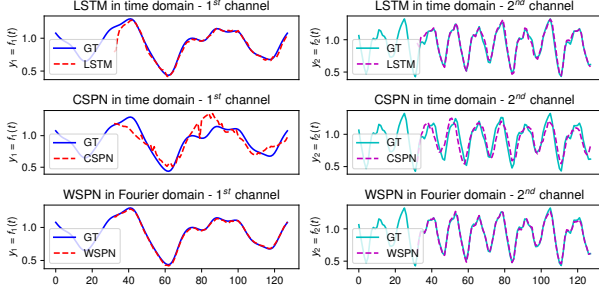 LSTM in time domain - 1st channel
y1 = f1(t)
1.0
0.5
GT
LSTM
LSTM in time domain - 2nd channel
y2 = f2(t)
1.0
0.5
GT
LSTM
CSPN in time domain - 1st channel
y1 = f1(t)
1.0
0.5
GT
CSPN
CSPN in time domain - 2nd channel
y2 = f2(t)
1.0
0.5
GT
CSPN
WSPN in Fourier domain - 1st channel
y1 = f1(t)
1.0
0.5
GT
WSPN
0 20 40 60 80 100 120
WSPN in Fourier domain - 2nd channel
y2 = f2(t)
1.0
0.5
GT
WSPN
0 20 40 60 80 100 120